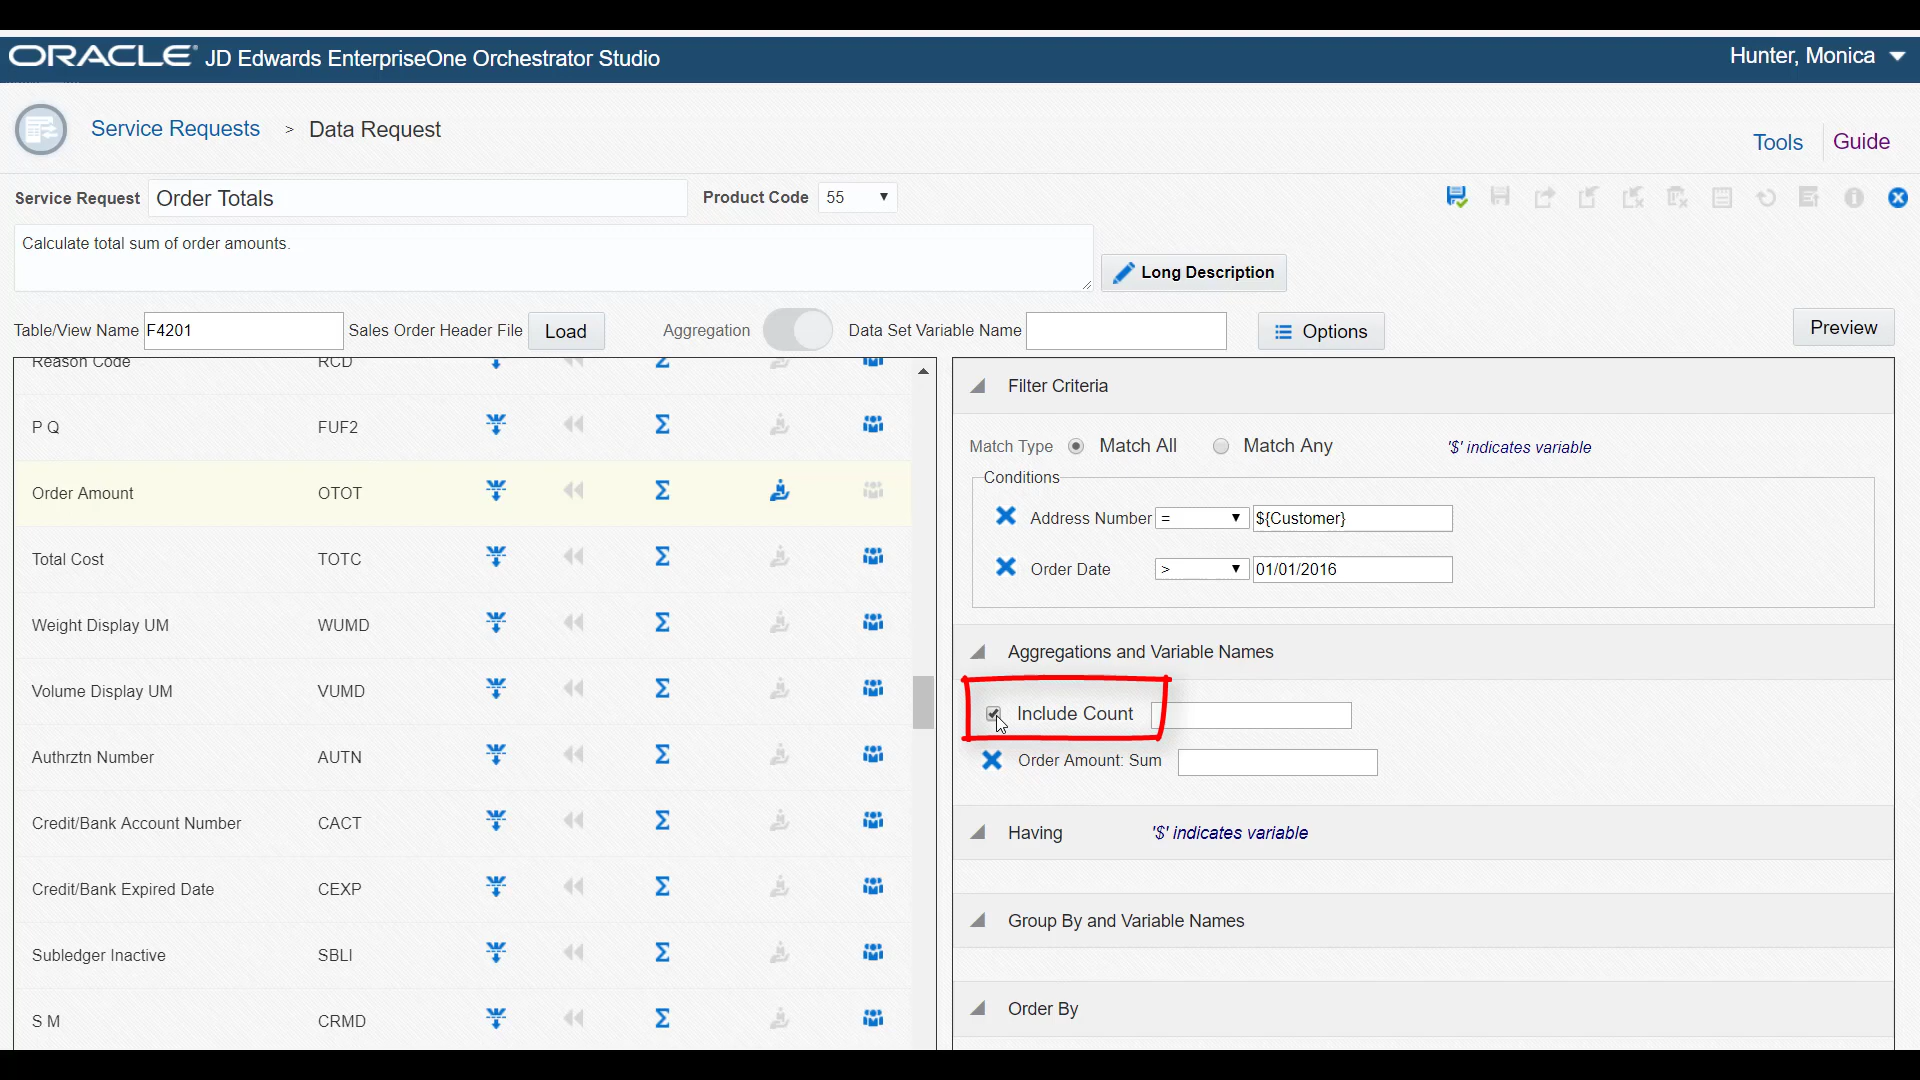 ORACLE JD Edwards EnterpriseOne Orchestrator Studio
Hunter, Monica
Service Requests > Data Request
Tools Guide
Service Request Order Totals Product Code 55
Calculate total sum of order amounts.
Long Description
Table/View Name F4201 Sales Order Header File Load Aggregation Data Set Variable Name Options Preview
Reason Code RCD
P Q FUF2
Order Amount OTOT
Total Cost TOTC
Weight Display UM WUMD
Volume Display UM VUMD
Authrztn Number AUTN
Credit/Bank Account Number CACT
Credit/Bank Expired Date CEXP
Subledger Inactive SBLI
S M CRMD
Filter Criteria
Match Type Match All Match Any '$' indicates variable
Conditions
Address Number = ${Customer}
Order Date > 01/01/2016
Aggregations and Variable Names
Include Count
Order Amount: Sum
Having '$' indicates variable
Group By and Variable Names
Order By